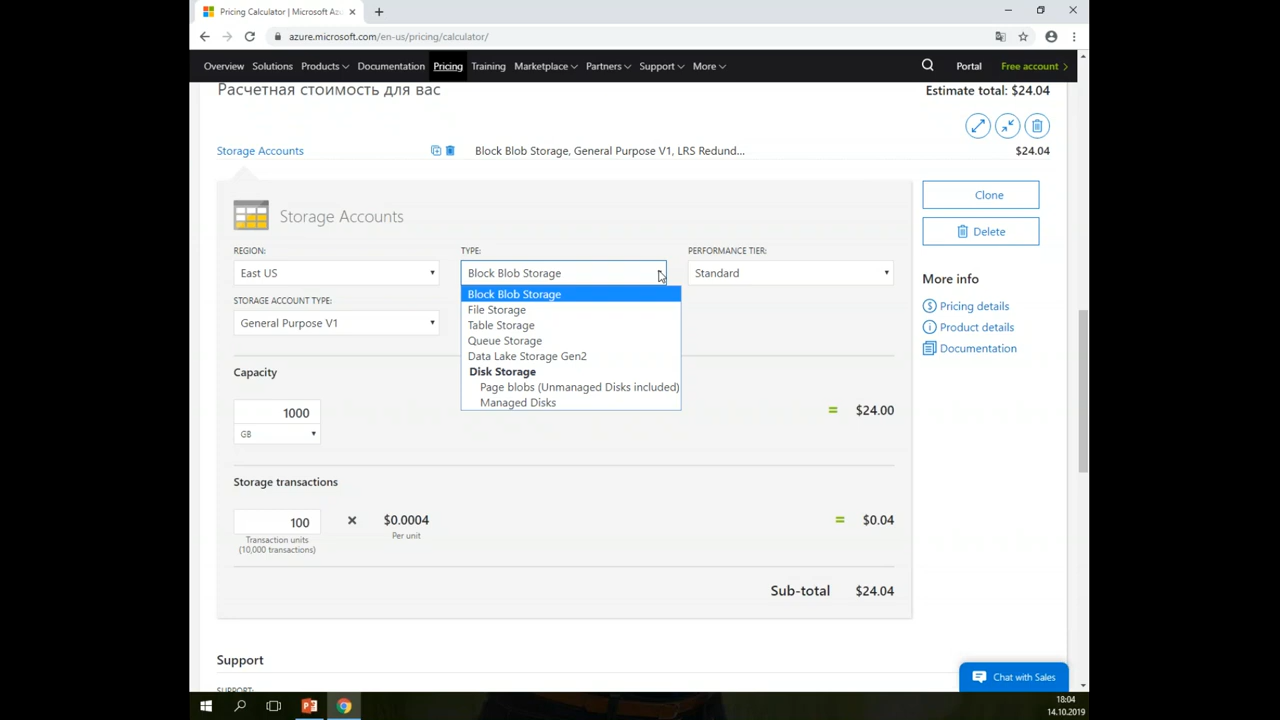 Pricing Calculator | Microsoft Az
azure.microsoft.com/en-us/pricing/calculator/
Overview Solutions Products Documentation Pricing Training Marketplace Partners Support More Portal Free account
Расчетная стоимость для вас Estimate total: $24.04
Storage Accounts Block Blob Storage, General Purpose V1, LRS Redund... $24.04
Clone
Storage Accounts
Delete
REGION: TYPE: PERFORMANCE TIER:
East US Block Blob Storage Standard
More info
Block Blob Storage
STORAGE ACCOUNT TYPE:
Pricing details
File Storage
General Purpose V1
Table Storage
Product details
Queue Storage
Documentation
Data Lake Storage Gen2
Capacity
Disk Storage
Page blobs (Unmanaged Disks included)
Managed Disks
1000 = $24.00
GB
Storage transactions
100 × $0.0004 = $0.04
Per unit
Transaction units
(10,000 transactions)
Sub-total $24.04
Support
SUPPORT:
Chat with Sales
18:04
14.10.2019